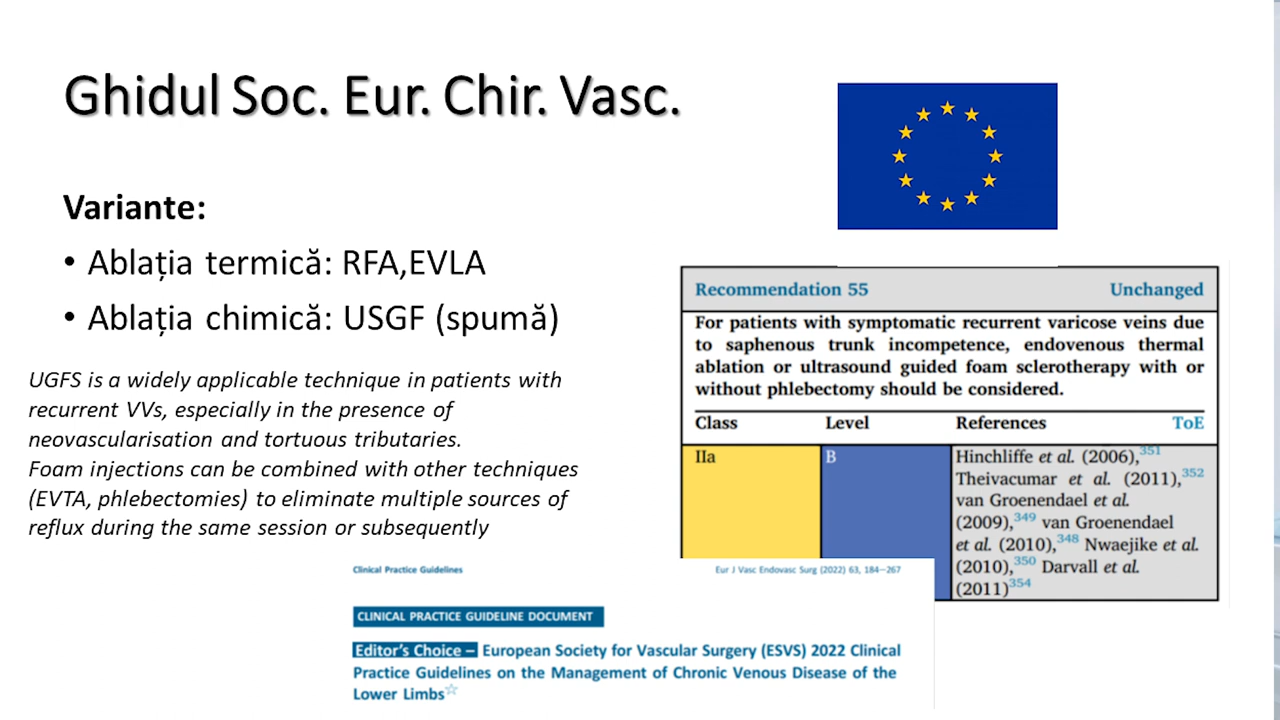 Ghidul Soc. Eur. Chir. Vasc.
Variante:
• Ablația termică: RFA,EVLA
• Ablația chimică: USGF (spumă)
UGFS is a widely applicable technique in patients with
recurrent VVs, especially in the presence of
neovascularisation and tortuous tributaries.
Foam injections can be combined with other techniques
(EVTA, phlebectomies) to eliminate multiple sources of
reflux during the same session or subsequently
Recommendation 55 Unchanged
For patients with symptomatic recurrent varicose veins due
to saphenous trunk incompetence, endovenous thermal
ablation or ultrasound guided foam sclerotherapy with or
without phlebectomy should be considered.
Class Level References ToE
IIa B Hinchliffe et al. (2006),351
Theivacumar et al. (2011),352
van Groenendael et al.
(2009),349 van Groenendael
et al. (2010),348 Nwaejike et al.
(2010),350 Darvall et al.
(2011)354
Clinical Practice Guidelines Eur J Vasc Endovasc Surg (2022) 63, 184–267
CLINICAL PRACTICE GUIDELINE DOCUMENT
Editor's Choice – European Society for Vascular Surgery (ESVS) 2022 Clinical
Practice Guidelines on the Management of Chronic Venous Disease of the
Lower Limbs☆